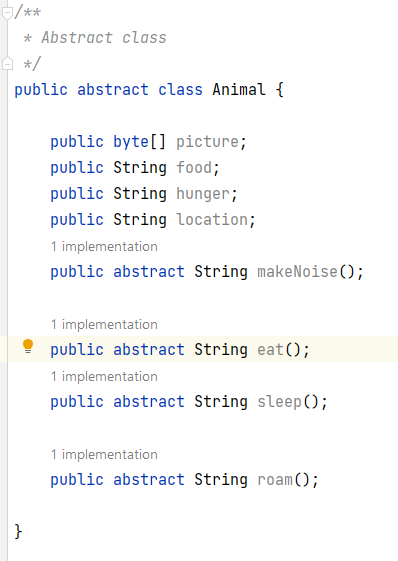 /**
 * Abstract class
 */
public abstract class Animal {
public byte[] picture;
public String food;
public String hunger;
public String location;
1 implementation
public abstract String makeNoise();
1 implementation
public abstract String eat();
1 implementation
public abstract String sleep();
1 implementation
public abstract String roam();
}